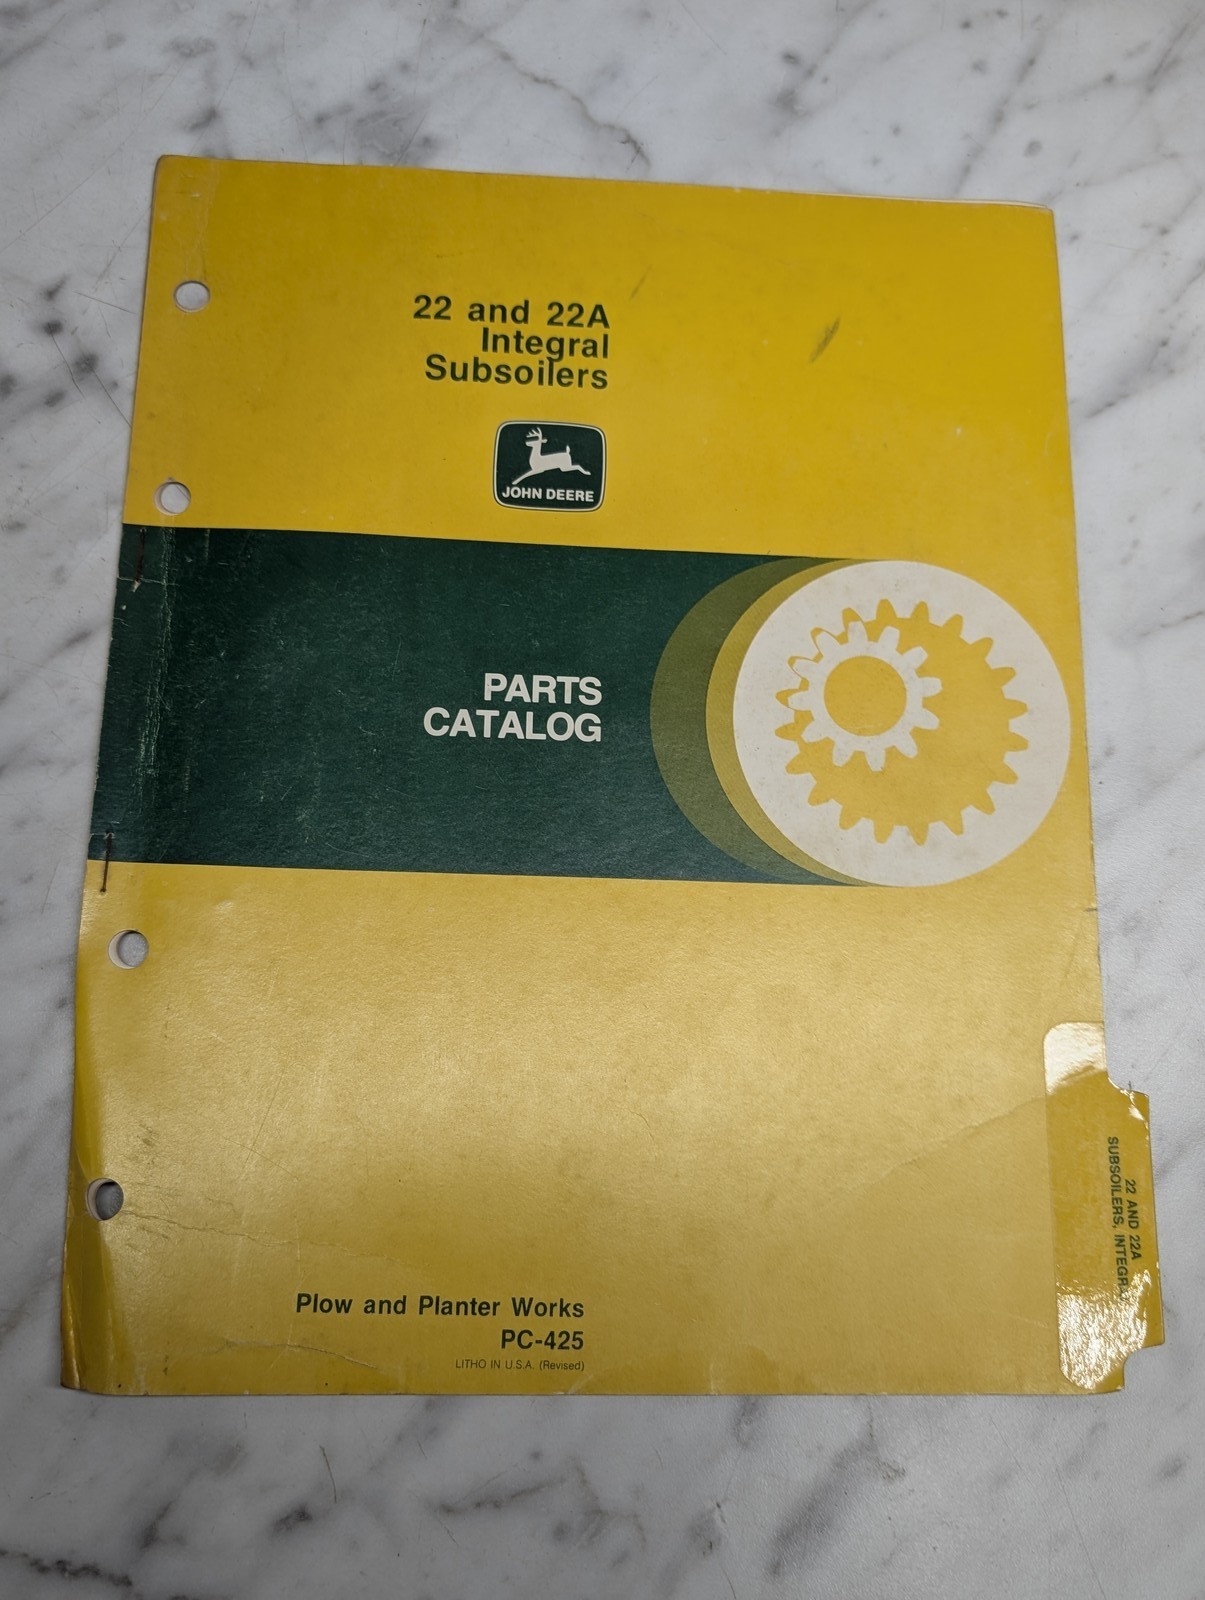 22 and 22A
Integral
Subsoilers
JOHN DEERE
PARTS
CATALOG
22 AND 22A
SUBSOILERS,
Plow and Planter Works
PC-425
LITHO IN U.S.A. (Revised)